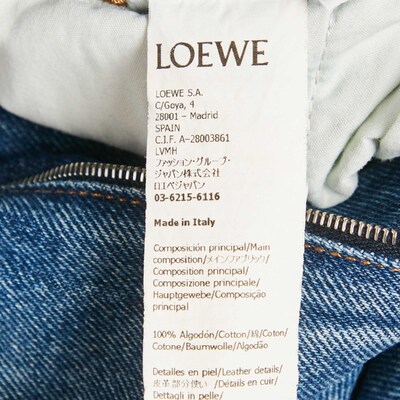 LOEWE
LOEWE S.A.
C/Goya, 4
28001 – Madrid
SPAIN
C.I.F. A-28003861
LVMH
ファッション・グループ・
ジャパン株式会社
ロエベジャパン
03-6215-6116
Made in Italy
Composición principal/Main
composition/メインファブリック/
Composition principal/
Composizione principale/
Hauptgewebe/Composição
principal
100% Algodón/Cotton/綿/Coton/
Cotone/Baumwolle/Algodão
Detalles en piel/Leather details/
皮革部分使い /Détails en cuir/
Dettagli in pelle/